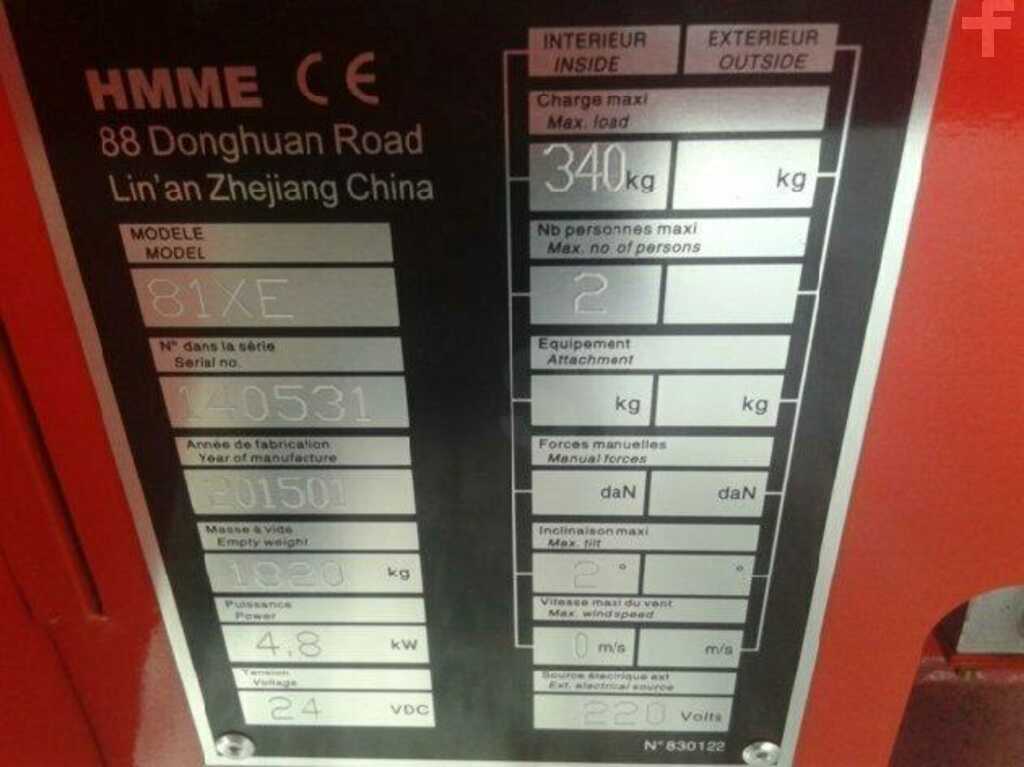 HMME CE
88 Donghuan Road
Lin'an Zhejiang China
MODELE
MODEL
81XE
N° dans la série
Serial no.
140531
Année de fabrication
Year of manufacture
201501
Masse à vide
Empty weight
kg
Puissance
Power
4.8 kW
Tension
Voltage
24 VDC
INTERIEUR
INSIDE
EXTERIEUR
OUTSIDE
Charge maxi
Max. load
340 kg
kg
Nb personnes maxi
Max. no of persons
2
Equipement
Attachment
kg
kg
Forces manuelles
Manual forces
daN
daN
Inclinaison maxi
Max. tilt
2 °
°
Vitesse maxi du vent
Max. windspeed
0 m/s
m/s
Source électrique ext
Ext. electrical source
220 Volts
N° 830122
f